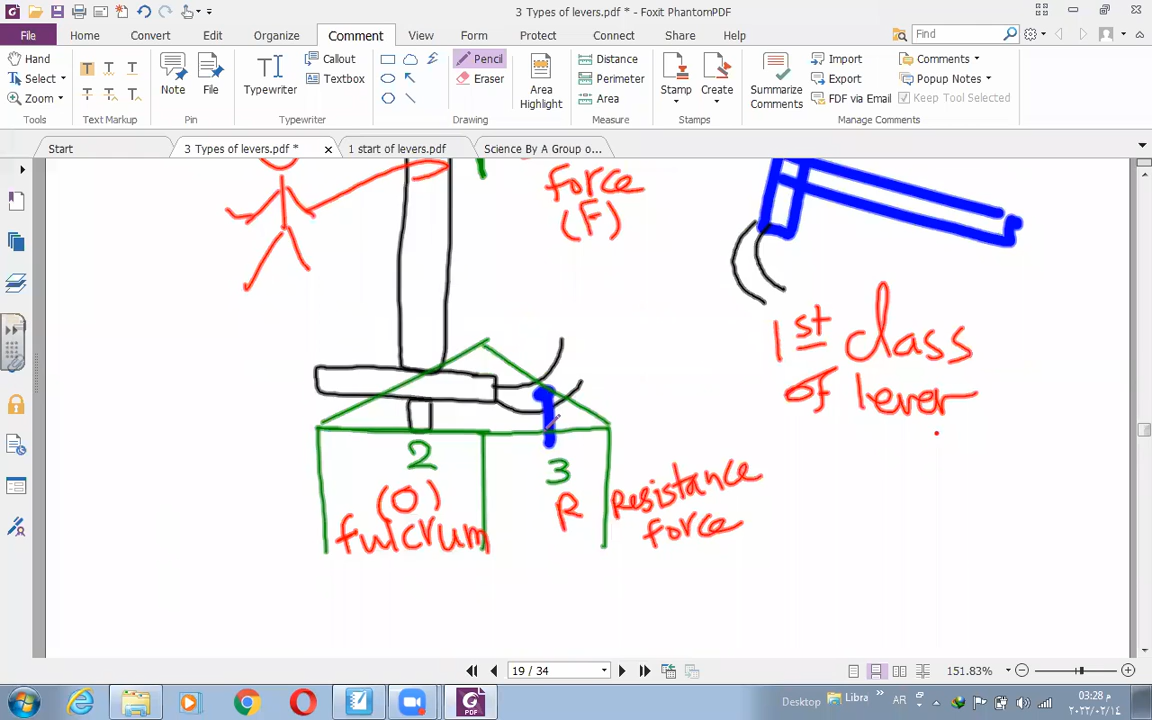 3 Types of levers.pdf * - Foxit PhantomPDF
File Home Convert Edit Organize Comment View Form Protect Connect Share Help Find
Hand
Select
Zoom
Tools
T T T
T T T
Text Markup
Note
File
Pin
Typewriter
Callout
Textbox
Typewriter
Pencil
Eraser
Drawing
Area
Highlight
Distance
Perimeter
Area
Measure
Stamp
Create
Stamps
Summarize
Comments
Import
Export
FDF via Email
Comments
Popup Notes
Keep Tool Selected
Manage Comments
Start
3 Types of levers.pdf *
1 start of levers.pdf
Science By A Group o...
force
(F)
1st class
of lever
2
(O)
fulcrum
3
R
Resistance
force
19 / 34
151.83%
PDF
Desktop
Libra
AR
03:28 م
٢٠٢٢/٠٢/١٤